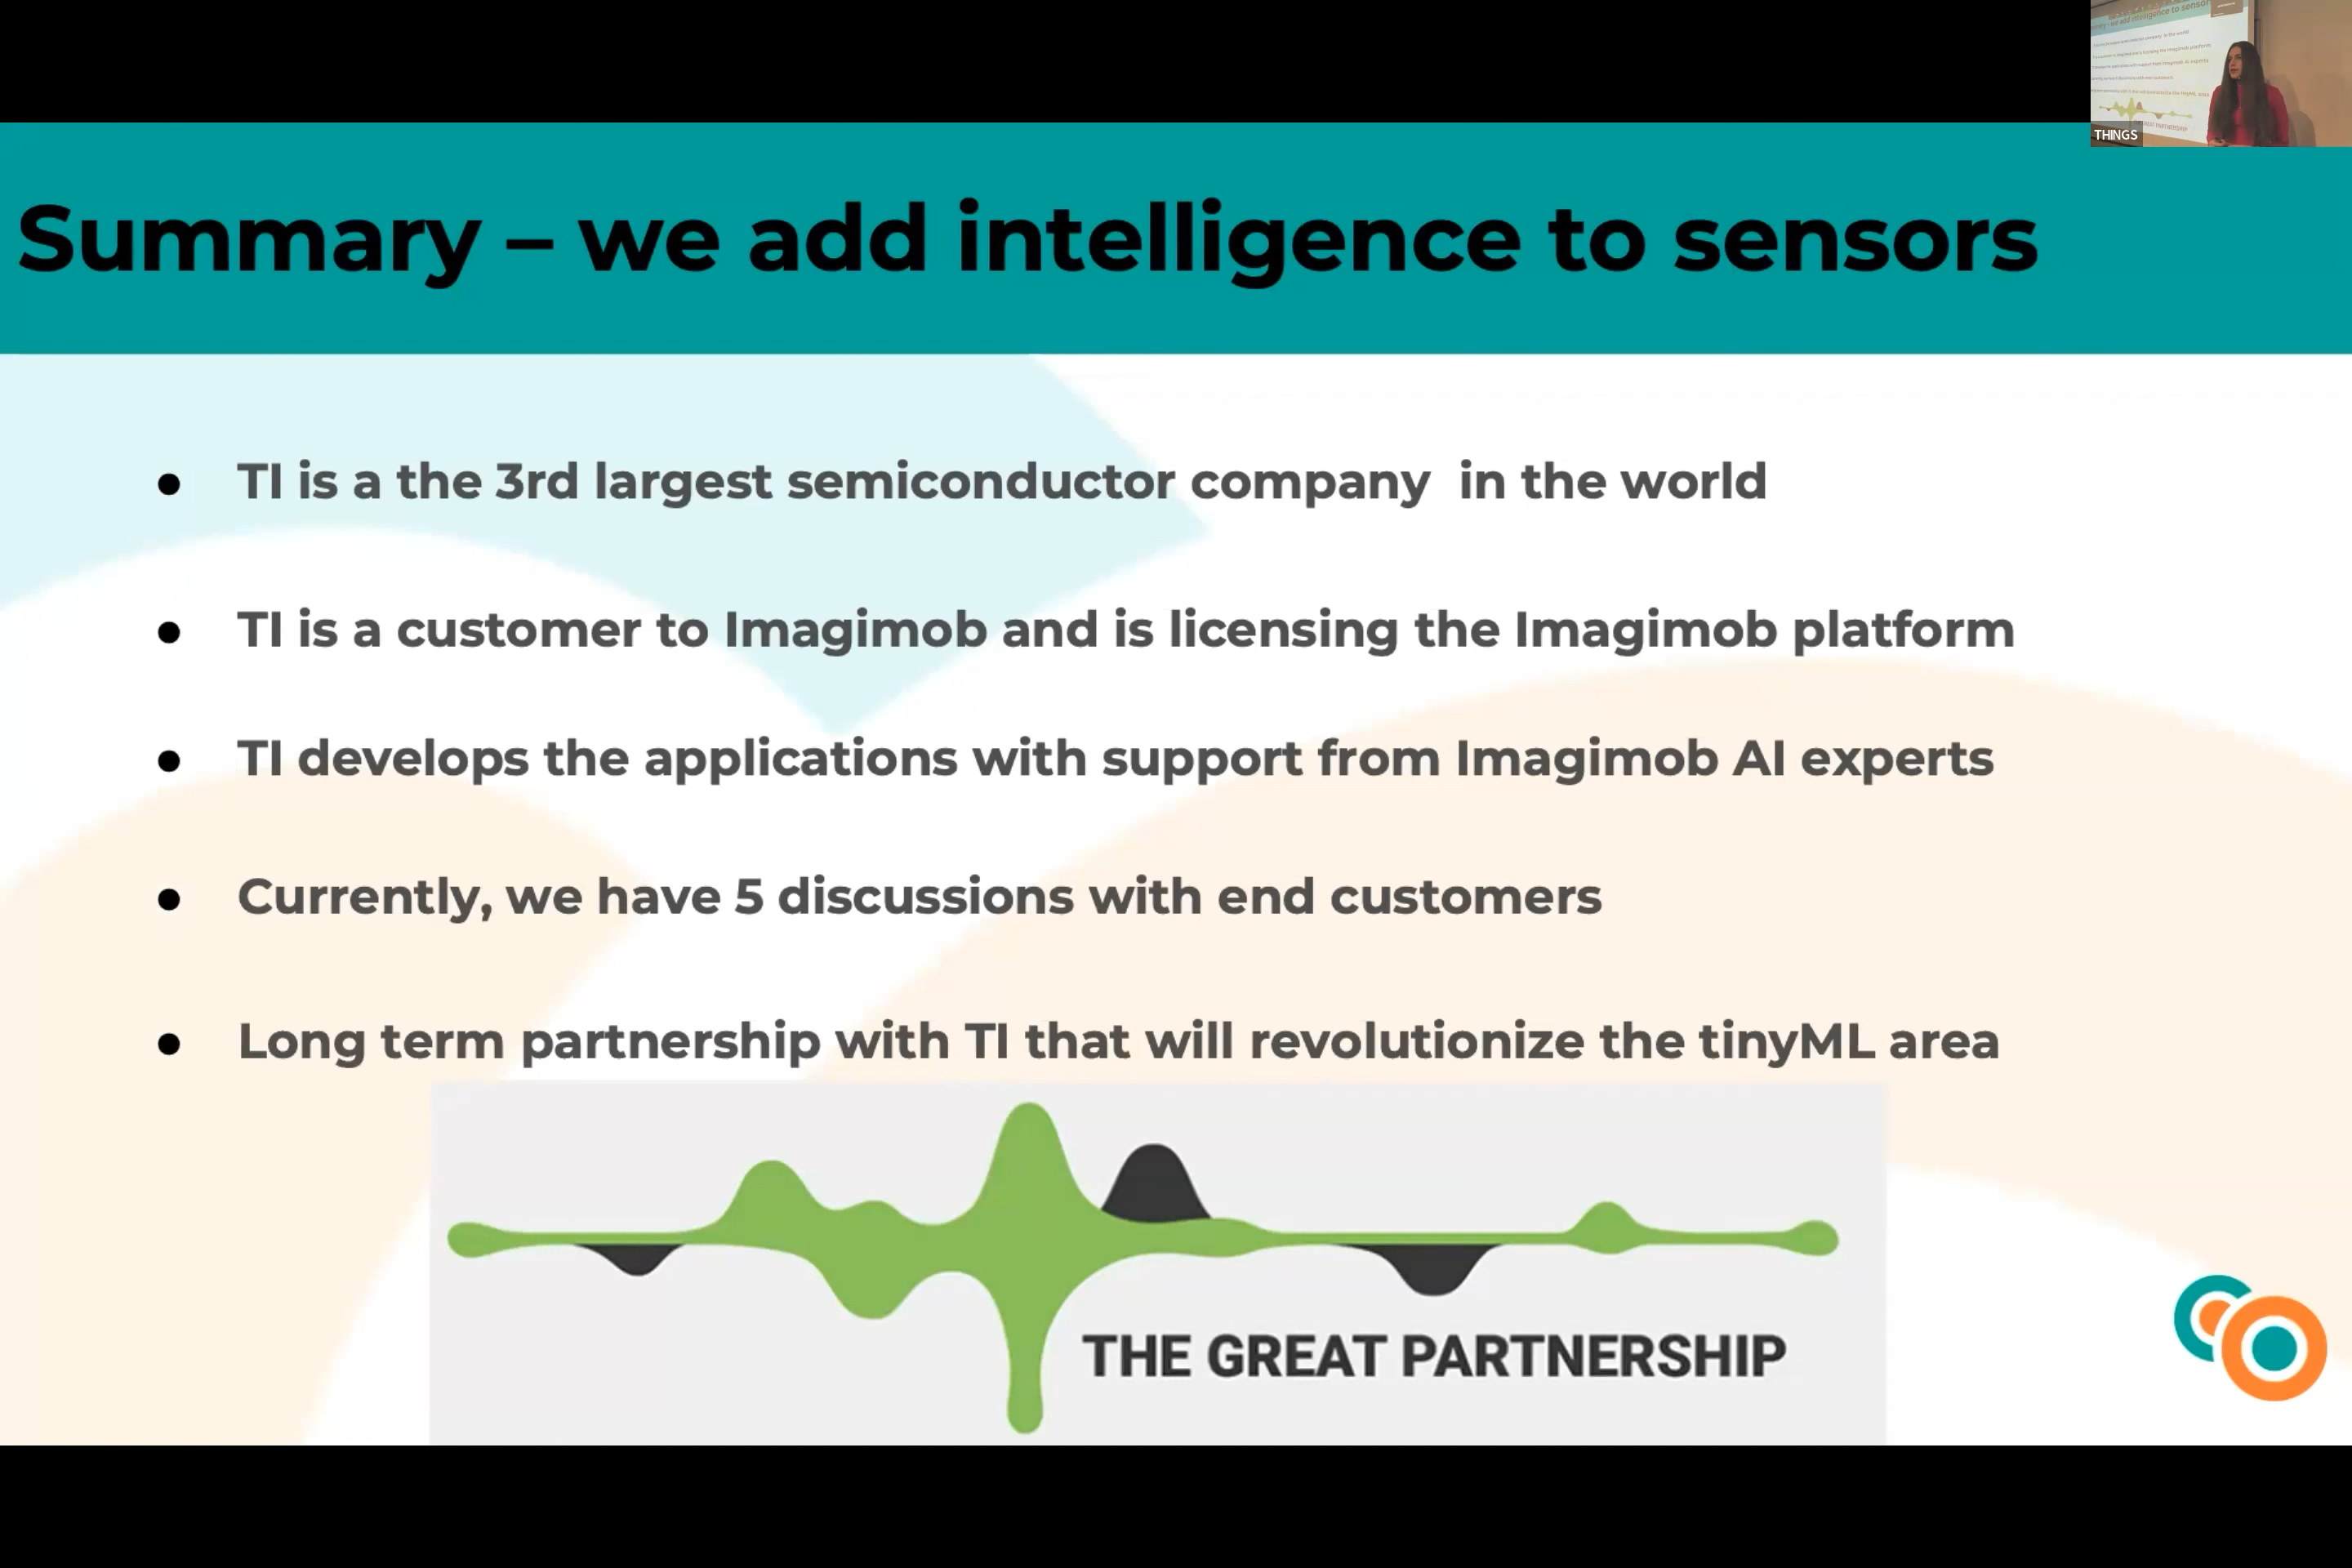 Summary – we add intelligence to sensors
THINGS
TI is a the 3rd largest semiconductor company in the world
TI is a customer to Imagimob and is licensing the Imagimob platform
TI develops the applications with support from Imagimob AI experts
Currently, we have 5 discussions with end customers
Long term partnership with TI that will revolutionize the tinyML area
THE GREAT PARTNERSHIP